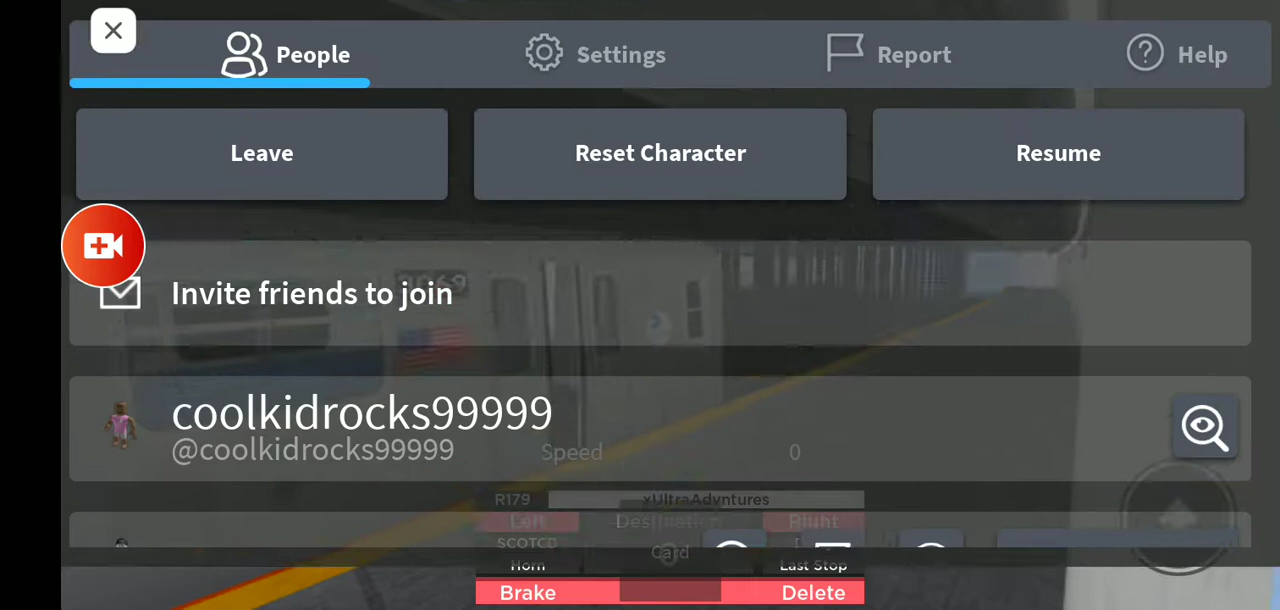 People Settings Report Help
Leave Reset Character Resume
Invite friends to join
coolkidrocks99999
@coolkidrocks99999
Speed 0
R179 xUltraAdvntures
Left Destination Right
SCOTCD
Card
Horn Last Stop
Brake Delete